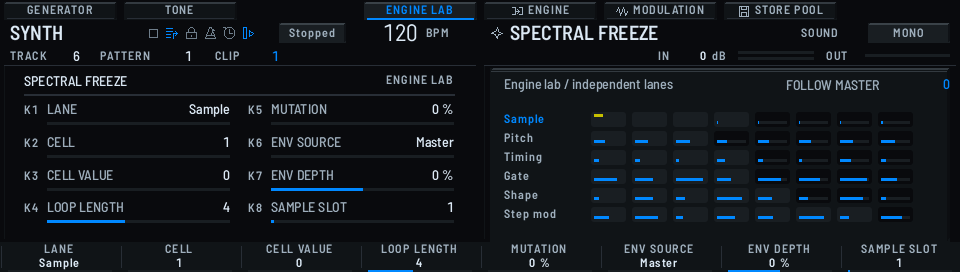 GENERATOR TONE ENGINE LAB ENGINE MODULATION STORE POOL
SYNTH Stopped 120 BPM SPECTRAL FREEZE SOUND MONO
TRACK 6 PATTERN 1 CLIP 1 IN 0 dB OUT
SPECTRAL FREEZE ENGINE LAB
Engine lab / independent lanes FOLLOW MASTER 0
K1 LANE Sample K5 MUTATION 0 %
K2 CELL 1 K6 ENV SOURCE Master
K3 CELL VALUE 0 K7 ENV DEPTH 0 %
K4 LOOP LENGTH 4 K8 SAMPLE SLOT 1
Sample
Pitch
Timing
Gate
Shape
Step mod
LANE CELL CELL VALUE LOOP LENGTH MUTATION ENV SOURCE ENV DEPTH SAMPLE SLOT
Sample 1 0 4 0 % Master 0 % 1